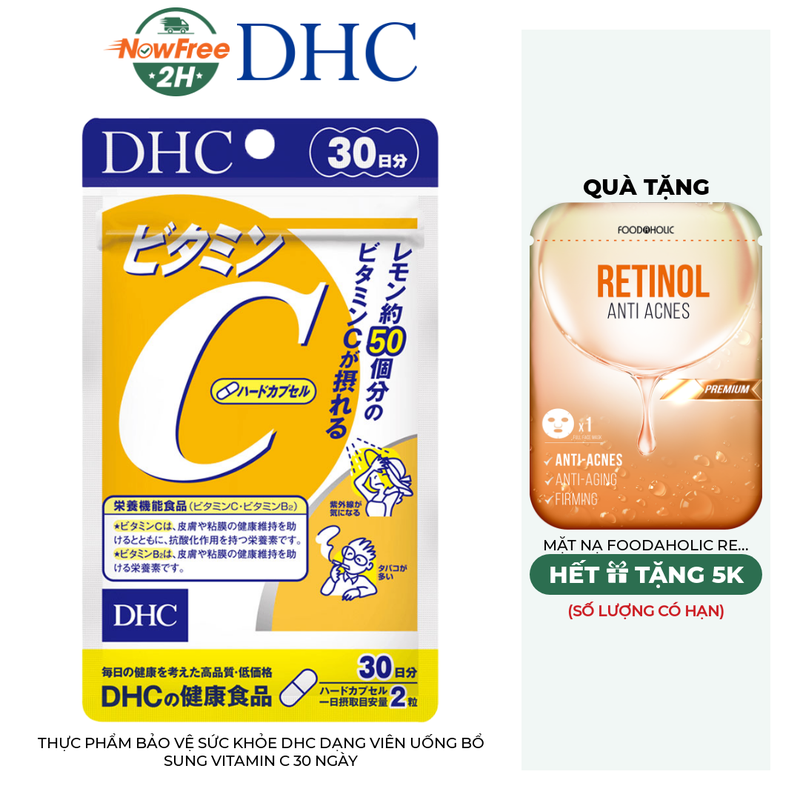 NowFree
2H
DHC
DHC
30日分
ビタミン
C
レモン約50個分の
ビタミンCが摂れる
ハードカプセル
栄養機能食品(ビタミンC・ビタミンB₂)
★ビタミンCは、皮膚や粘膜の健康維持を助
けるとともに、抗酸化作用を持つ栄養素です。
★ビタミンB₂は、皮膚や粘膜の健康維持を助
ける栄養素です。
紫外線が
気になる
タバコが
多い
DHC
毎日の健康を考えた高品質・低価格
DHCの健康食品
30日分
ハードカプセル
一日摂取目安量2粒
THỰC PHẨM BẢO VỆ SỨC KHỎE DHC DẠNG VIÊN UỐNG BỔ
SUNG VITAMIN C 30 NGÀY
QUÀ TẶNG
FOODAHOLIC
RETINOL
ANTI ACNES
PREMIUM
x1
ANTI-ACNES
ANTI-AGING
FIRMING
MẶT NẠ FOODAHOLIC RE...
HẾT TẶNG 5K
(SỐ LƯỢNG CÓ HẠN)